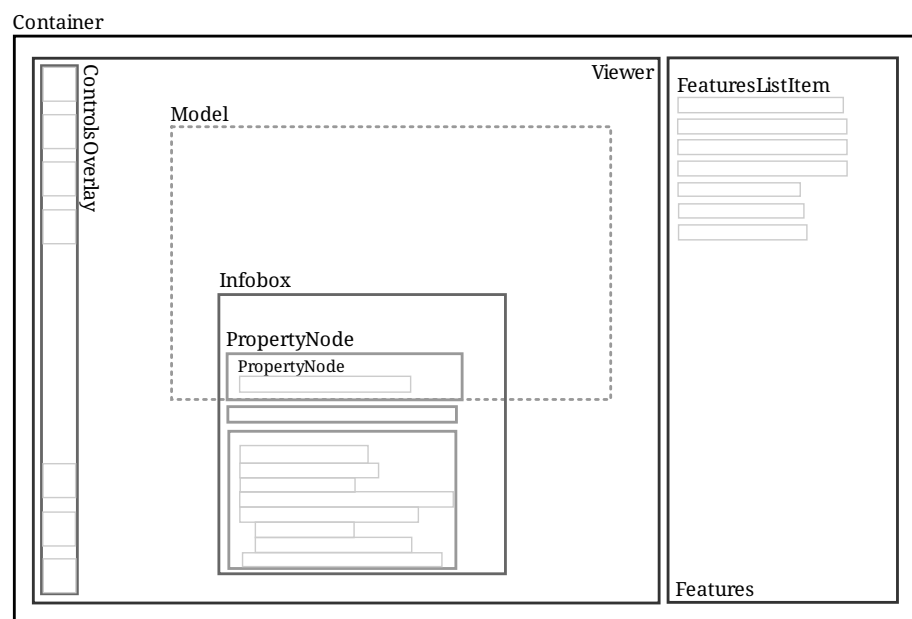 Container
Viewer
ControlsOverlay
FeaturesListItem
Model
Infobox
PropertyNode
PropertyNode
Features